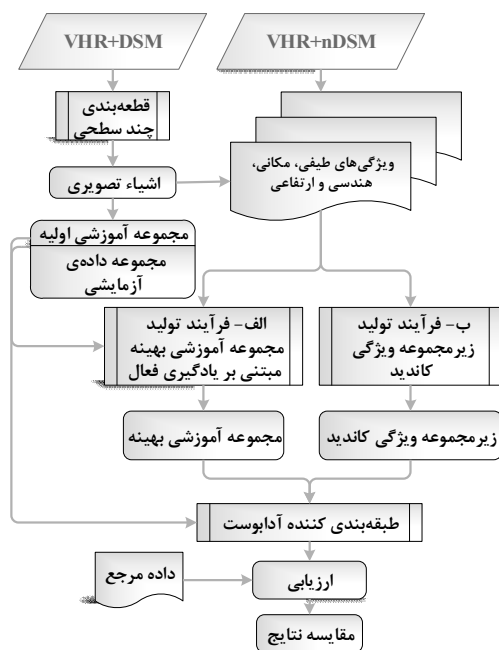 VHR+DSM
VHR+nDSM
قطعه‌بندی
چند سطحی
ویژگی‌های طیفی، مکانی،
هندسی و ارتفاعی
اشیاء تصویری
مجموعه آموزشی اولیه
مجموعه داده‌ی
آزمایشی
الف- فرآیند تولید
مجموعه آموزشی بهینه
مبتنی بر یادگیری فعال
ب- فرآیند تولید
زیرمجموعه ویژگی
کاندید
مجموعه آموزشی بهینه
زیرمجموعه ویژگی کاندید
طبقه‌بندی کننده آدابوست
داده مرجع
ارزیابی
مقایسه نتایج